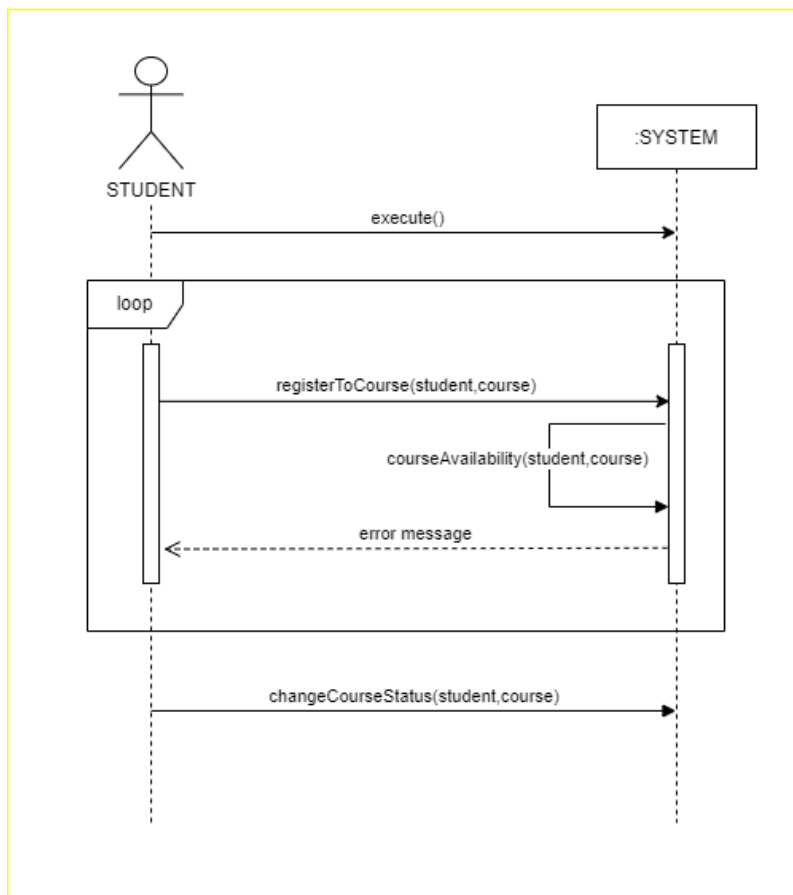 :SYSTEM
STUDENT
execute()
loop
registerToCourse(student,course)
courseAvailability(student,course)
error message
changeCourseStatus(student,course)